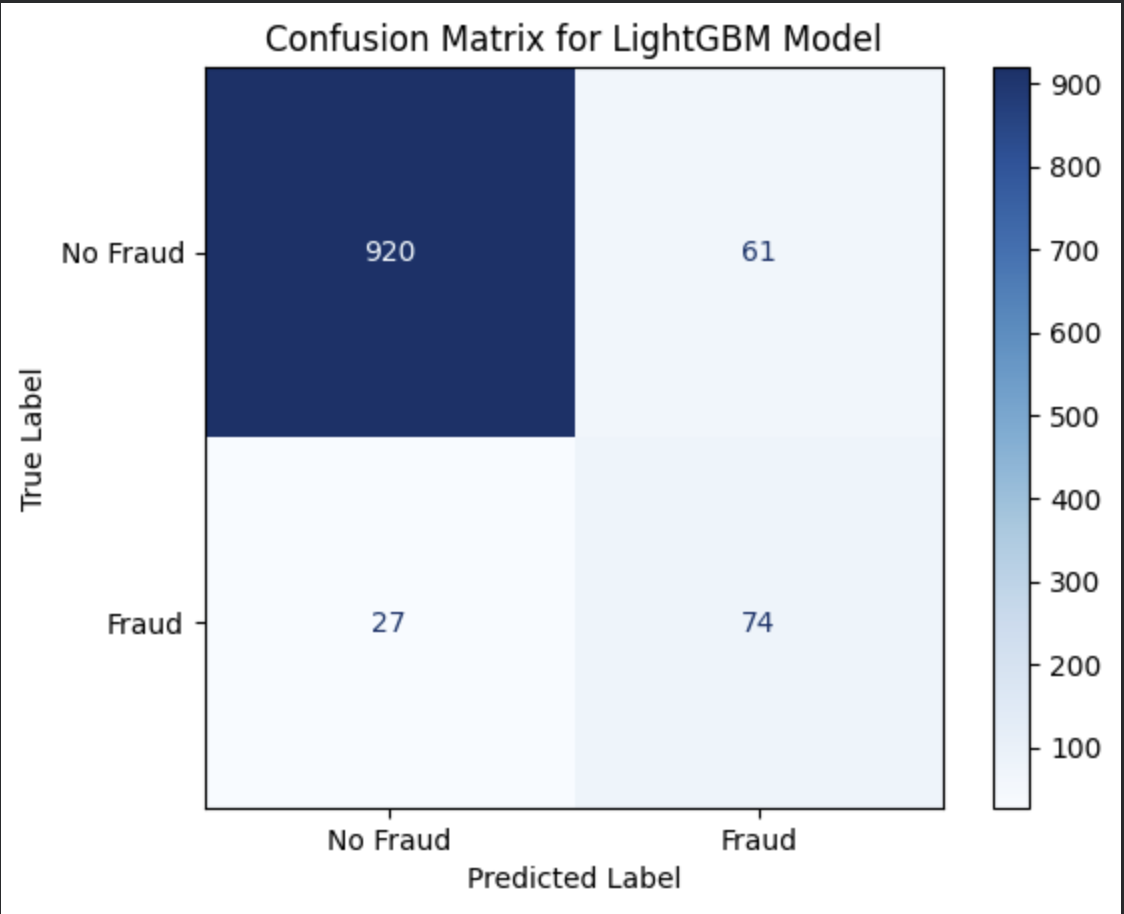 Confusion Matrix for LightGBM Model
No Fraud
920
61
Fraud
27
74
No Fraud
Fraud
Predicted Label
True Label
900
800
700
600
500
400
300
200
100